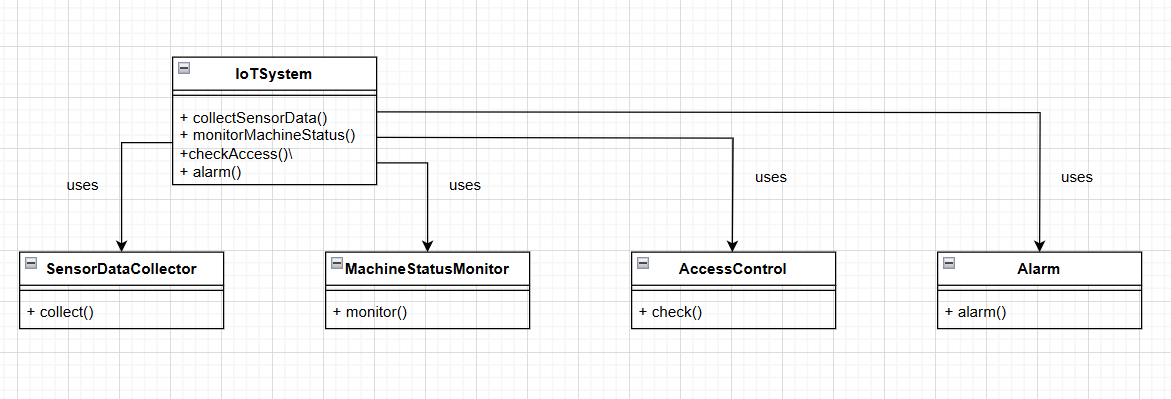 IoTSystem
+ collectSensorData()
+ monitorMachineStatus()
+checkAccess()\
+ alarm()
uses
uses
uses
uses
SensorDataCollector
+ collect()
MachineStatusMonitor
+ monitor()
AccessControl
+ check()
Alarm
+ alarm()